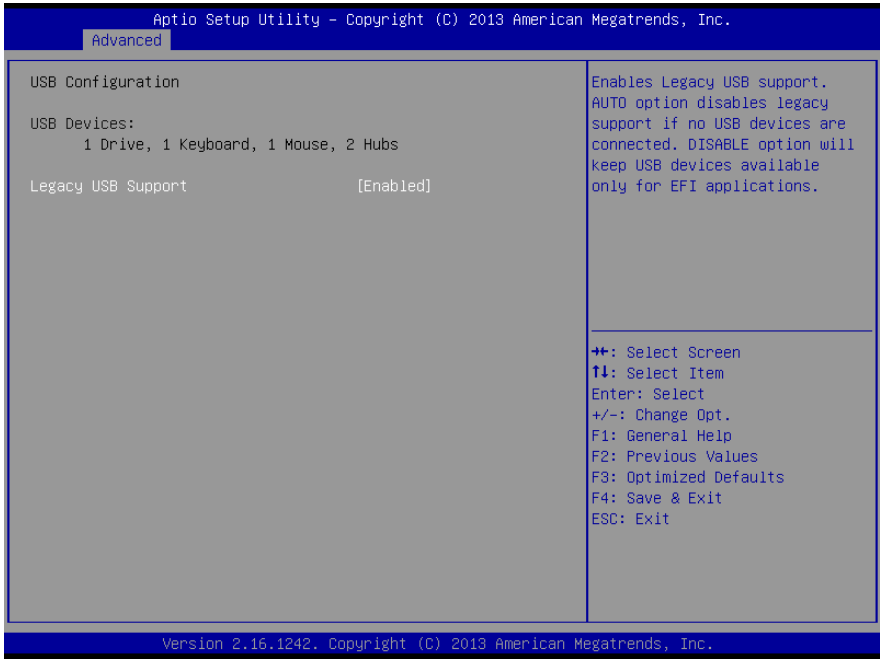 Aptio Setup Utility – Copyright (C) 2013 American Megatrends, Inc.
Advanced
USB Configuration
USB Devices:
1 Drive, 1 Keyboard, 1 Mouse, 2 Hubs
Legacy USB Support [Enabled]
Enables Legacy USB support.
AUTO option disables legacy
support if no USB devices are
connected. DISABLE option will
keep USB devices available
only for EFI applications.
→←: Select Screen
↑↓: Select Item
Enter: Select
+/-: Change Opt.
F1: General Help
F2: Previous Values
F3: Optimized Defaults
F4: Save & Exit
ESC: Exit
Version 2.16.1242. Copyright (C) 2013 American Megatrends, Inc.